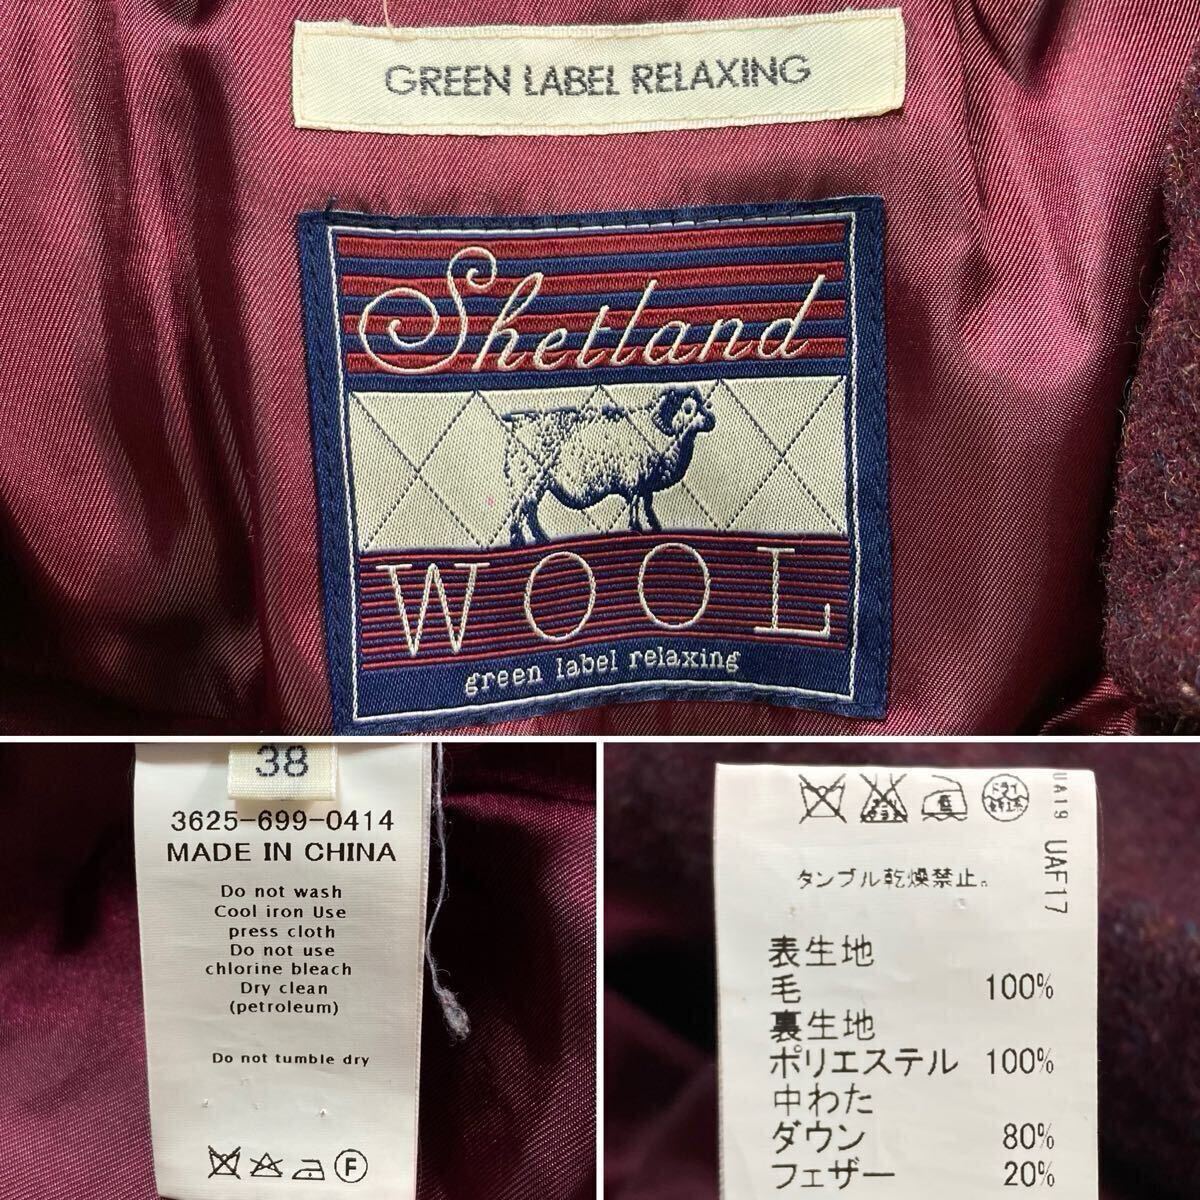 GREEN LABEL RELAXING
Shetland
WOOL
green label relaxing
38
3625-699-0414
MADE IN CHINA
Do not wash
Cool iron Use
press cloth
Do not use
chlorine bleach
Dry clean
(petroleum)
Do not tumble dry
F
ドライ
UA19 UAF17
タンブル乾燥禁止。
表生地
毛 100%
裏生地
ポリエステル 100%
中わた
ダウン 80%
フェザー 20%